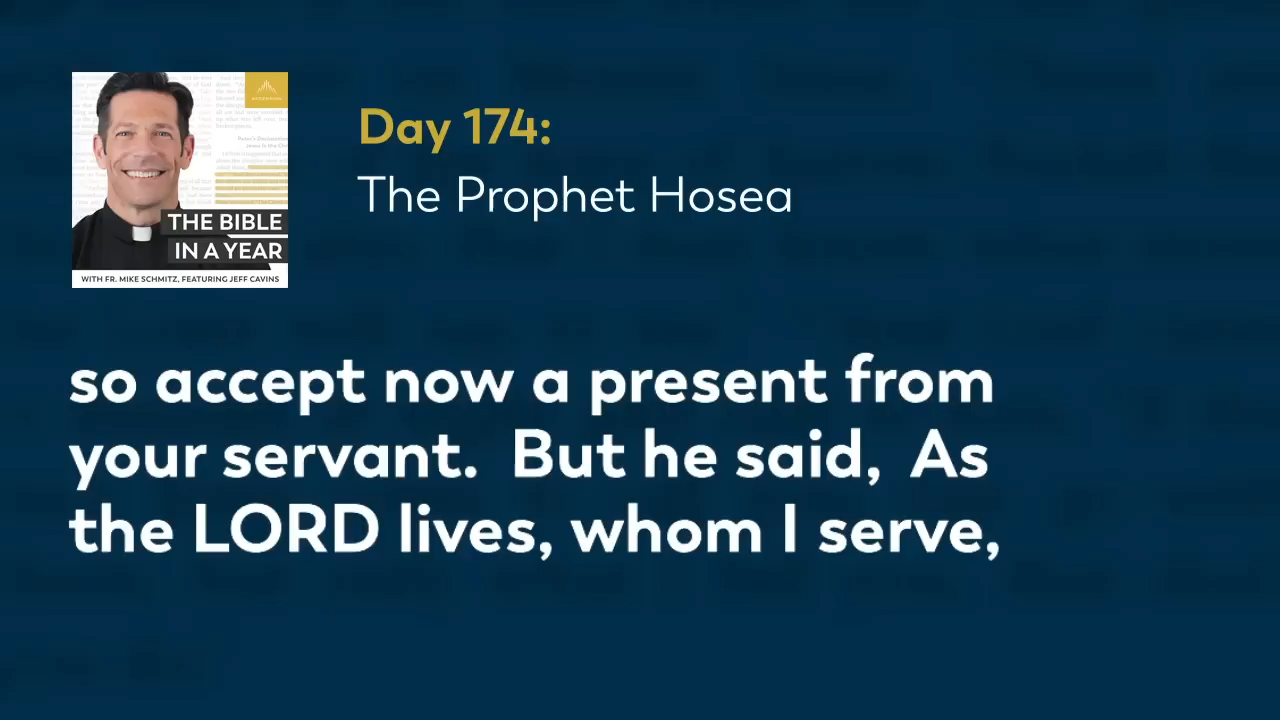 Day 174:
The Prophet Hosea
THE BIBLE
IN A YEAR
WITH FR. MIKE SCHMITZ, FEATURING JEFF CAVINS
so accept now a present from
your servant.  But he said,  As
the LORD lives, whom I serve,